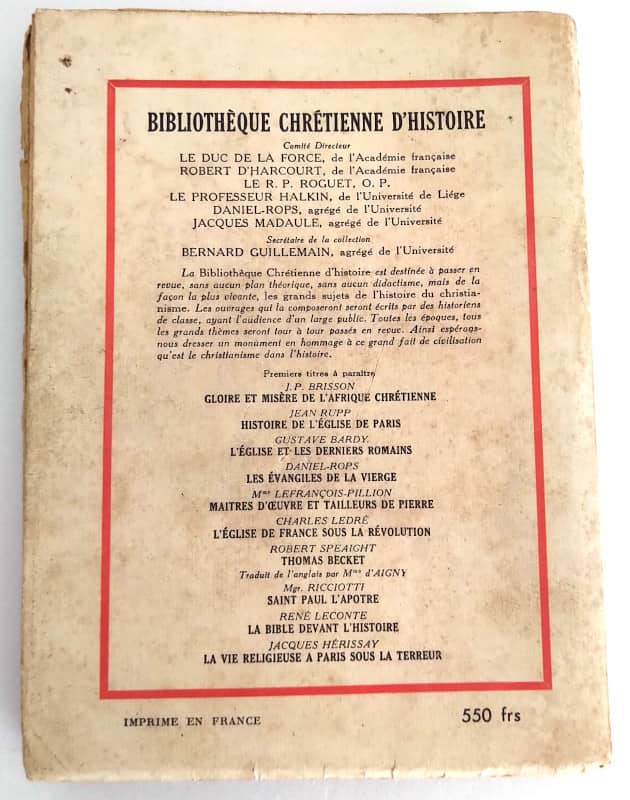 BIBLIOTHÈQUE CHRÉTIENNE D'HISTOIRE
Comité Directeur
LE DUC DE LA FORCE, de l'Académie française
ROBERT D'HARCOURT, de l'Académie française
LE R. P. ROGUET, O. P.
LE PROFESSEUR HALKIN, de l'Université de Liége
DANIEL-ROPS, agrégé de l'Université
JACQUES MADAULE, agrégé de l'Université
Secrétaire de la collection
BERNARD GUILLEMAIN, agrégé de l'Université
La Bibliothèque Chrétienne d'histoire est destinée à passer en
revue, sans aucun plan théorique, sans aucun didactisme, mais de la
façon la plus vivante, les grands sujets de l'histoire du christia-
nisme. Les ouvrages qui la composeront seront écrits par des historiens
de classe, ayant l'audience d'un large public. Toutes les époques, tous
les grands thèmes seront tour à tour passés en revue. Ainsi espérons-
nous dresser un monument en hommage à ce grand fait de civilisation
qu'est le christianisme dans l'histoire.
Premiers titres à paraître
J. P. BRISSON
GLOIRE ET MISÈRE DE L'AFRIQUE CHRÉTIENNE
JEAN RUPP
HISTOIRE DE L'ÉGLISE DE PARIS
GUSTAVE BARDY
L'ÉGLISE ET LES DERNIERS ROMAINS
DANIEL-ROPS
LES ÉVANGILES DE LA VIERGE
Mme LEFRANÇOIS-PILLION
MAITRES D'ŒUVRE ET TAILLEURS DE PIERRE
CHARLES LEDRÉ
L'ÉGLISE DE FRANCE SOUS LA RÉVOLUTION
ROBERT SPEAIGHT
THOMAS BECKET
Traduit de l'anglais par Mme d'AIGNY
Mgr. RICCIOTTI
SAINT PAUL L'APOTRE
RENÉ LECONTE
LA BIBLE DEVANT L'HISTOIRE
JACQUES HÉRISSAY
LA VIE RELIGIEUSE A PARIS SOUS LA TERREUR
IMPRIME EN FRANCE
550 frs